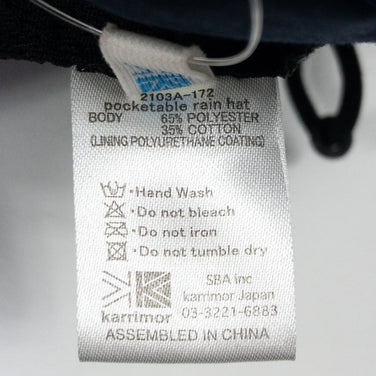 2103A-172
pocketable rain hat
BODY 65% POLYESTER
35% COTTON
(LINING POLYURETHANE COATING)
・Hand Wash
・Do not bleach
・Do not iron
・Do not tumble dry
SBA inc
karrimor Japan
karrimor 03-3221-6883
ASSEMBLED IN CHINA